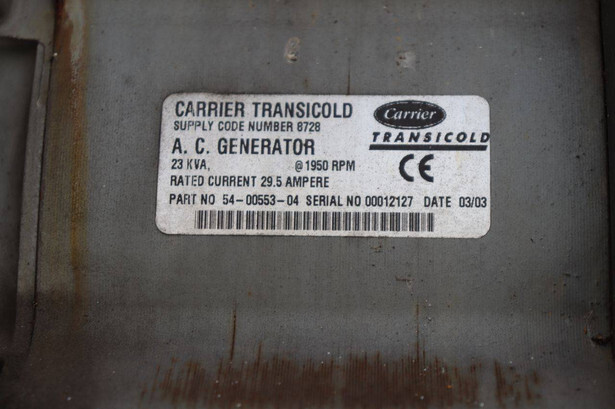 CARRIER TRANSICOLD
SUPPLY CODE NUMBER 8728
A. C. GENERATOR
23 KVA, @ 1950 RPM
RATED CURRENT 29.5 AMPERE
PART NO 54-00553-04 SERIAL NO 00012127 DATE 03/03
Carrier
TRANSICOLD
CE